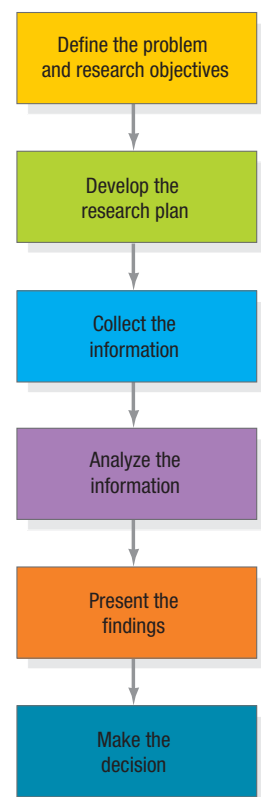 Define the problem
and research objectives
Develop the
research plan
Collect the
information
Analyze the
information
Present the
findings
Make the
decision